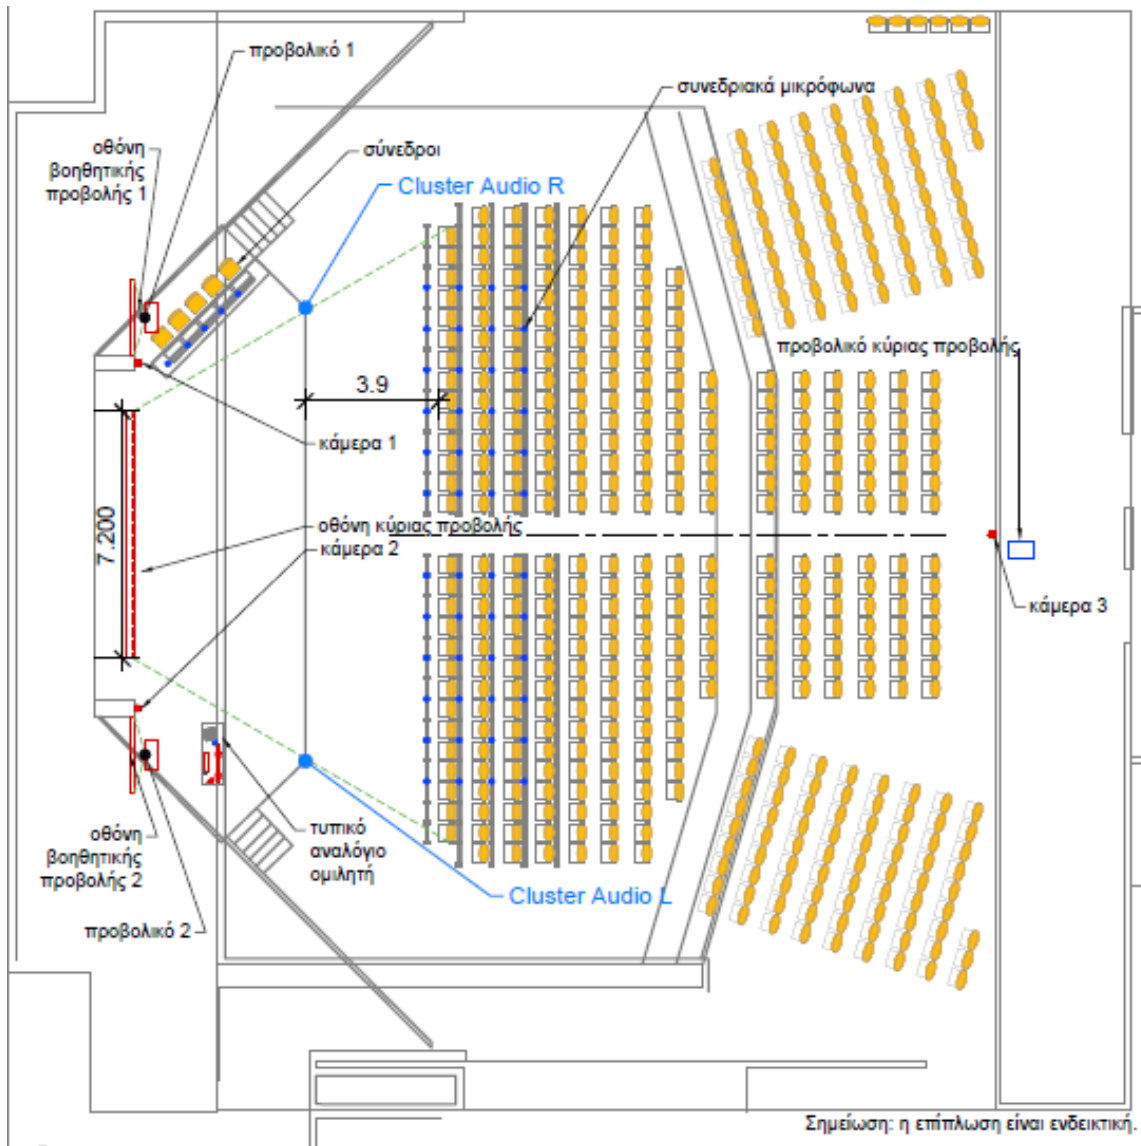 προβολικό 1
συνεδριακά μικρόφωνα
οθόνη
βοηθητικής
προβολής 1
σύνεδροι
Cluster Audio R
προβολικό κύριας προβολής
3.9
κάμερα 1
7.200
οθόνη κύριας προβολής
κάμερα 2
κάμερα 3
οθόνη
βοηθητικής
προβολής 2
τυπικό
αναλόγιο
ομιλητή
Cluster Audio L
προβολικό 2
Σημείωση: η επίπλωση είναι ενδεικτική.